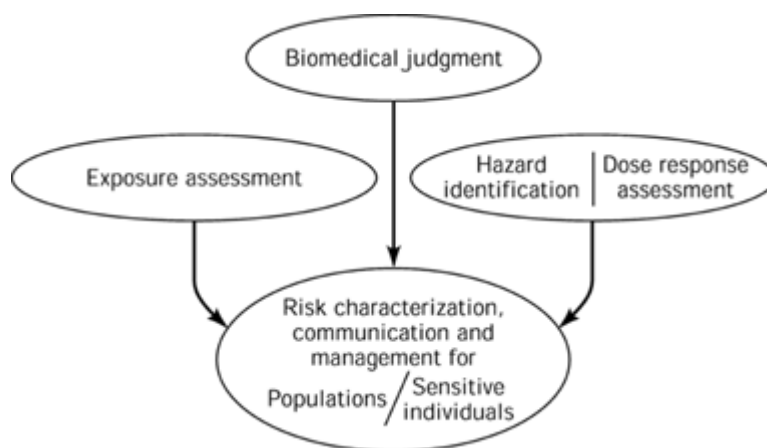 Biomedical judgment
Exposure assessment
Hazard
identification
Dose response
assessment
Risk characterization,
communication and
management for
Populations
Sensitive
individuals